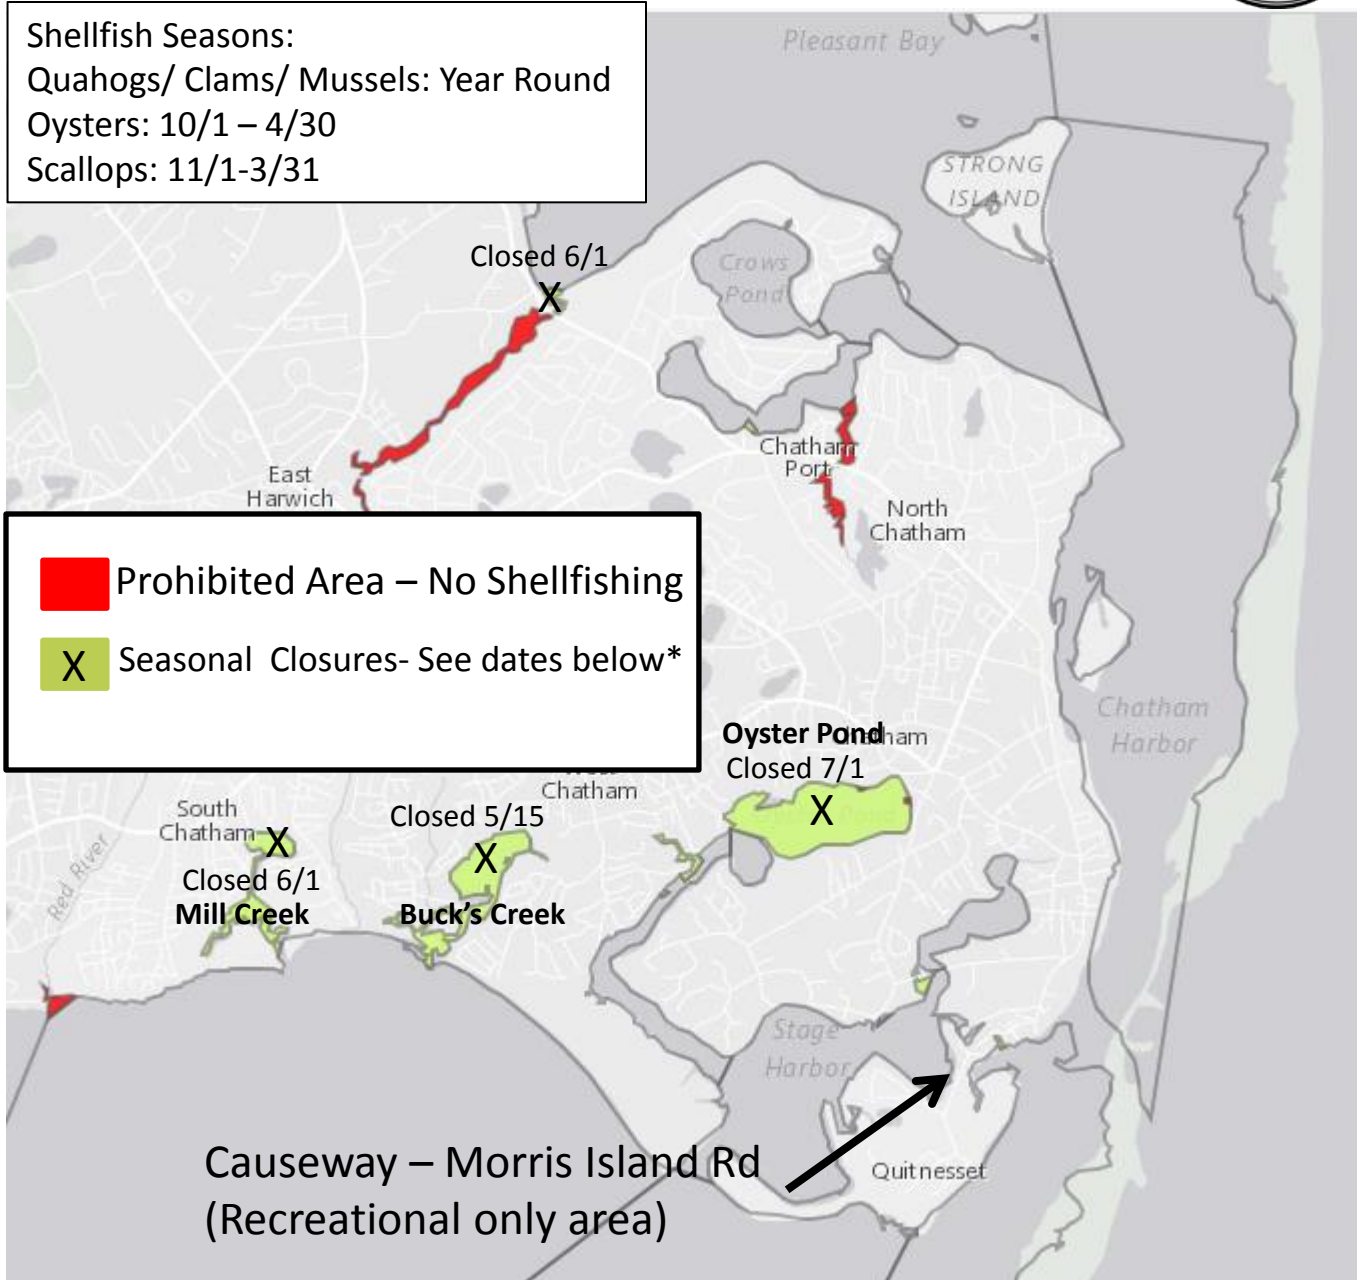 Shellfish Seasons:
Quahogs/ Clams/ Mussels: Year Round
Oysters: 10/1 – 4/30
Scallops: 11/1-3/31
Pleasant Bay
STRONG
ISLAND
Closed 6/1
X
Crows
Pond
Chatham
Port
East
Harwich
North
Chatham
Prohibited Area – No Shellfishing
X Seasonal Closures- See dates below*
Chatham
Harbor
Oyster Pond
Chatham
Closed 7/1
X
Chatham
South
Chatham
X
Closed 6/1
Mill Creek
Closed 5/15
X
Buck's Creek
Red River
Stage
Harbor
Causeway – Morris Island Rd
(Recreational only area)
Quitnesset